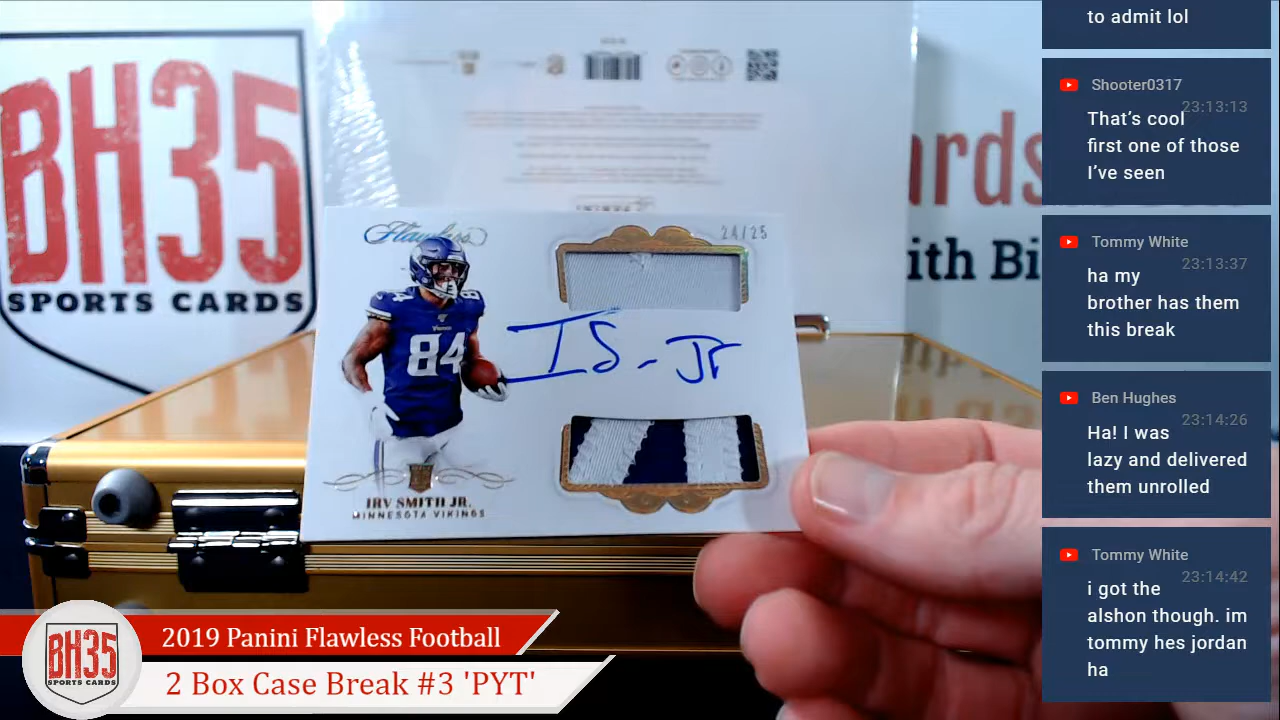 BH35
SPORTS CARDS
ards
ith Bi
Flawless
24/25
84
IS-Jr
IRV SMITH JR.
MINNESOTA VIKINGS
BH35
SPORTS CARDS
2019 Panini Flawless Football
2 Box Case Break #3 'PYT'
to admit lol
Shooter0317
23:13:13
That's cool
first one of those
I've seen
Tommy White
23:13:37
ha my
brother has them
this break
Ben Hughes
23:14:26
Ha! I was
lazy and delivered
them unrolled
Tommy White
23:14:42
i got the
alshon though. im
tommy hes jordan
ha